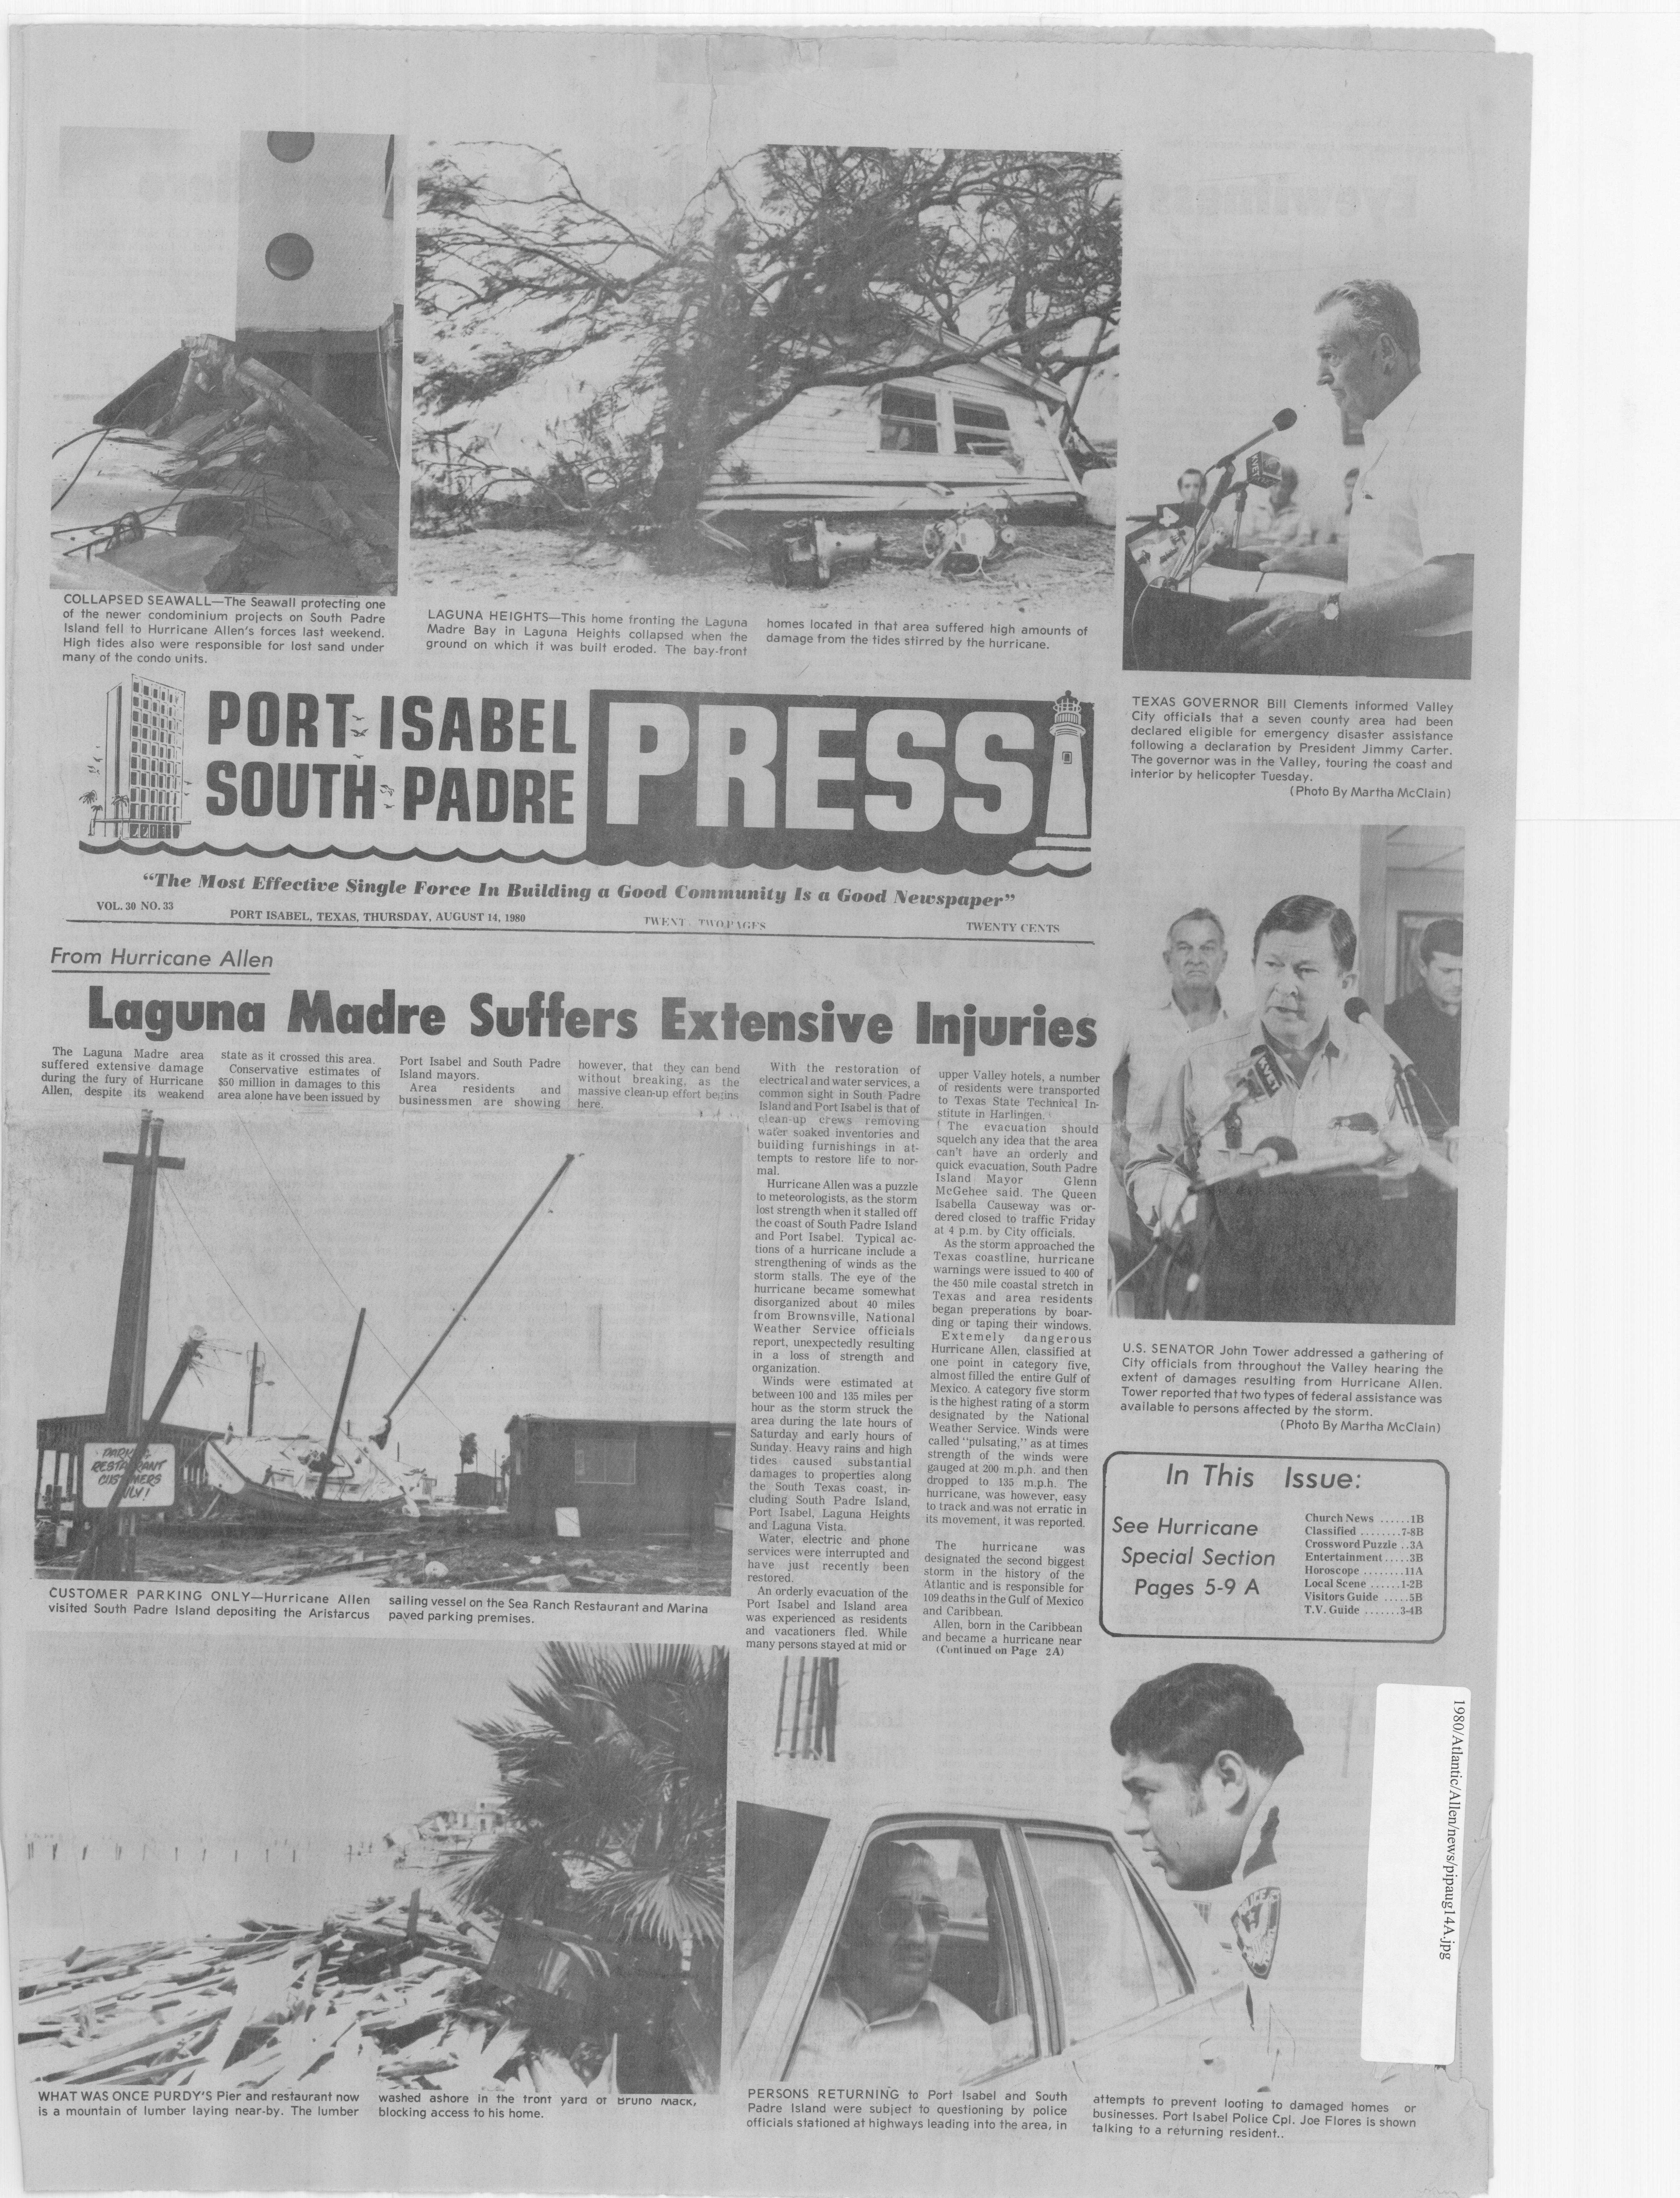 COLLAPSED SEAWALL—The Seawall protecting one
of the newer condominium projects on South Padre
Island fell to Hurricane Allen's forces last weekend.
High tides also were responsible for lost sand under
many of the condo units.
LAGUNA HEIGHTS—This home fronting the Laguna
Madre Bay in Laguna Heights collapsed when the
ground on which it was built eroded. The bay-front
homes located in that area suffered high amounts of
damage from the tides stirred by the hurricane.
KVET
TEXAS GOVERNOR Bill Clements informed Valley
City officials that a seven county area had been
declared eligible for emergency disaster assistance
following a declaration by President Jimmy Carter.
The governor was in the Valley, touring the coast and
interior by helicopter Tuesday.
(Photo By Martha McClain)
PORT ISABEL
SOUTH PADRE
PRESS
"The Most Effective Single Force In Building a Good Community Is a Good Newspaper"
VOL. 30 NO. 33
PORT ISABEL, TEXAS, THURSDAY, AUGUST 14, 1980
TWENT TWO PAGES
TWENTY CENTS
From Hurricane Allen
Laguna Madre Suffers Extensive Injuries
The Laguna Madre area
suffered extensive damage
during the fury of Hurricane
Allen, despite its weakend
state as it crossed this area.
Conservative estimates of
$50 million in damages to this
area alone have been issued by
Port Isabel and South Padre
Island mayors.
Area residents and
businessmen are showing
however, that they can bend
without breaking, as the
massive clean-up effort begins
here.
With the restoration of
electrical and water services, a
common sight in South Padre
Island and Port Isabel is that of
clean-up crews removing
water soaked inventories and
building furnishings in at-
tempts to restore life to nor-
mal.
Hurricane Allen was a puzzle
to meteorologists, as the storm
lost strength when it stalled off
the coast of South Padre Island
and Port Isabel. Typical ac-
tions of a hurricane include a
strengthening of winds as the
storm stalls. The eye of the
hurricane became somewhat
disorganized about 40 miles
from Brownsville, National
Weather Service officials
report, unexpectedly resulting
in a loss of strength and
organization.
Winds were estimated at
between 100 and 135 miles per
hour as the storm struck the
area during the late hours of
Saturday and early hours of
Sunday. Heavy rains and high
tides caused substantial
damages to properties along
the South Texas coast, in-
cluding South Padre Island,
Port Isabel, Laguna Heights
and Laguna Vista.
Water, electric and phone
services were interrupted and
have just recently been
restored.
An orderly evacuation of the
Port Isabel and Island area
was experienced as residents
and vacationers fled. While
many persons stayed at mid or
upper Valley hotels, a number
of residents were transported
to Texas State Technical In-
stitute in Harlingen.
The evacuation should
squelch any idea that the area
can't have an orderly and
quick evacuation, South Padre
Island Mayor Glenn
McGehee said. The Queen
Isabella Causeway was or-
dered closed to traffic Friday
at 4 p.m. by City officials.
As the storm approached the
Texas coastline, hurricane
warnings were issued to 400 of
the 450 mile coastal stretch in
Texas and area residents
began preperations by boar-
ding or taping their windows.
Extemely dangerous
Hurricane Allen, classified at
one point in category five,
almost filled the entire Gulf of
Mexico. A category five storm
is the highest rating of a storm
designated by the National
Weather Service. Winds were
called "pulsating," as at times
strength of the winds were
gauged at 200 m.p.h. and then
dropped to 135 m.p.h. The
hurricane, was however, easy
to track and was not erratic in
its movement, it was reported.
The hurricane was
designated the second biggest
storm in the history of the
Atlantic and is responsible for
109 deaths in the Gulf of Mexico
and Caribbean.
Allen, born in the Caribbean
and became a hurricane near
(Continued on Page 2A)
PARKING
RESTAURANT
CUSTOMERS
ONLY!
CUSTOMER PARKING ONLY—Hurricane Allen
visited South Padre Island depositing the Aristarcus
sailing vessel on the Sea Ranch Restaurant and Marina
paved parking premises.
KVET
U.S. SENATOR John Tower addressed a gathering of
City officials from throughout the Valley hearing the
extent of damages resulting from Hurricane Allen.
Tower reported that two types of federal assistance was
available to persons affected by the storm.
(Photo By Martha McClain)
In This Issue:
See Hurricane
Special Section
Pages 5-9 A
Church News ......1B
Classified ........7-8B
Crossword Puzzle ..3A
Entertainment .....3B
Horoscope ........11A
Local Scene ......1-2B
Visitors Guide .....5B
T.V. Guide .......3-4B
1980/Atlantic/Allen/news/pipaug14A.jpg
POLICE
WHAT WAS ONCE PURDY'S Pier and restaurant now
is a mountain of lumber laying near-by. The lumber
washed ashore in the front yard of Bruno Mack,
blocking access to his home.
PERSONS RETURNING to Port Isabel and South
Padre Island were subject to questioning by police
officials stationed at highways leading into the area, in
attempts to prevent looting to damaged homes or
businesses. Port Isabel Police Cpl. Joe Flores is shown
talking to a returning resident..